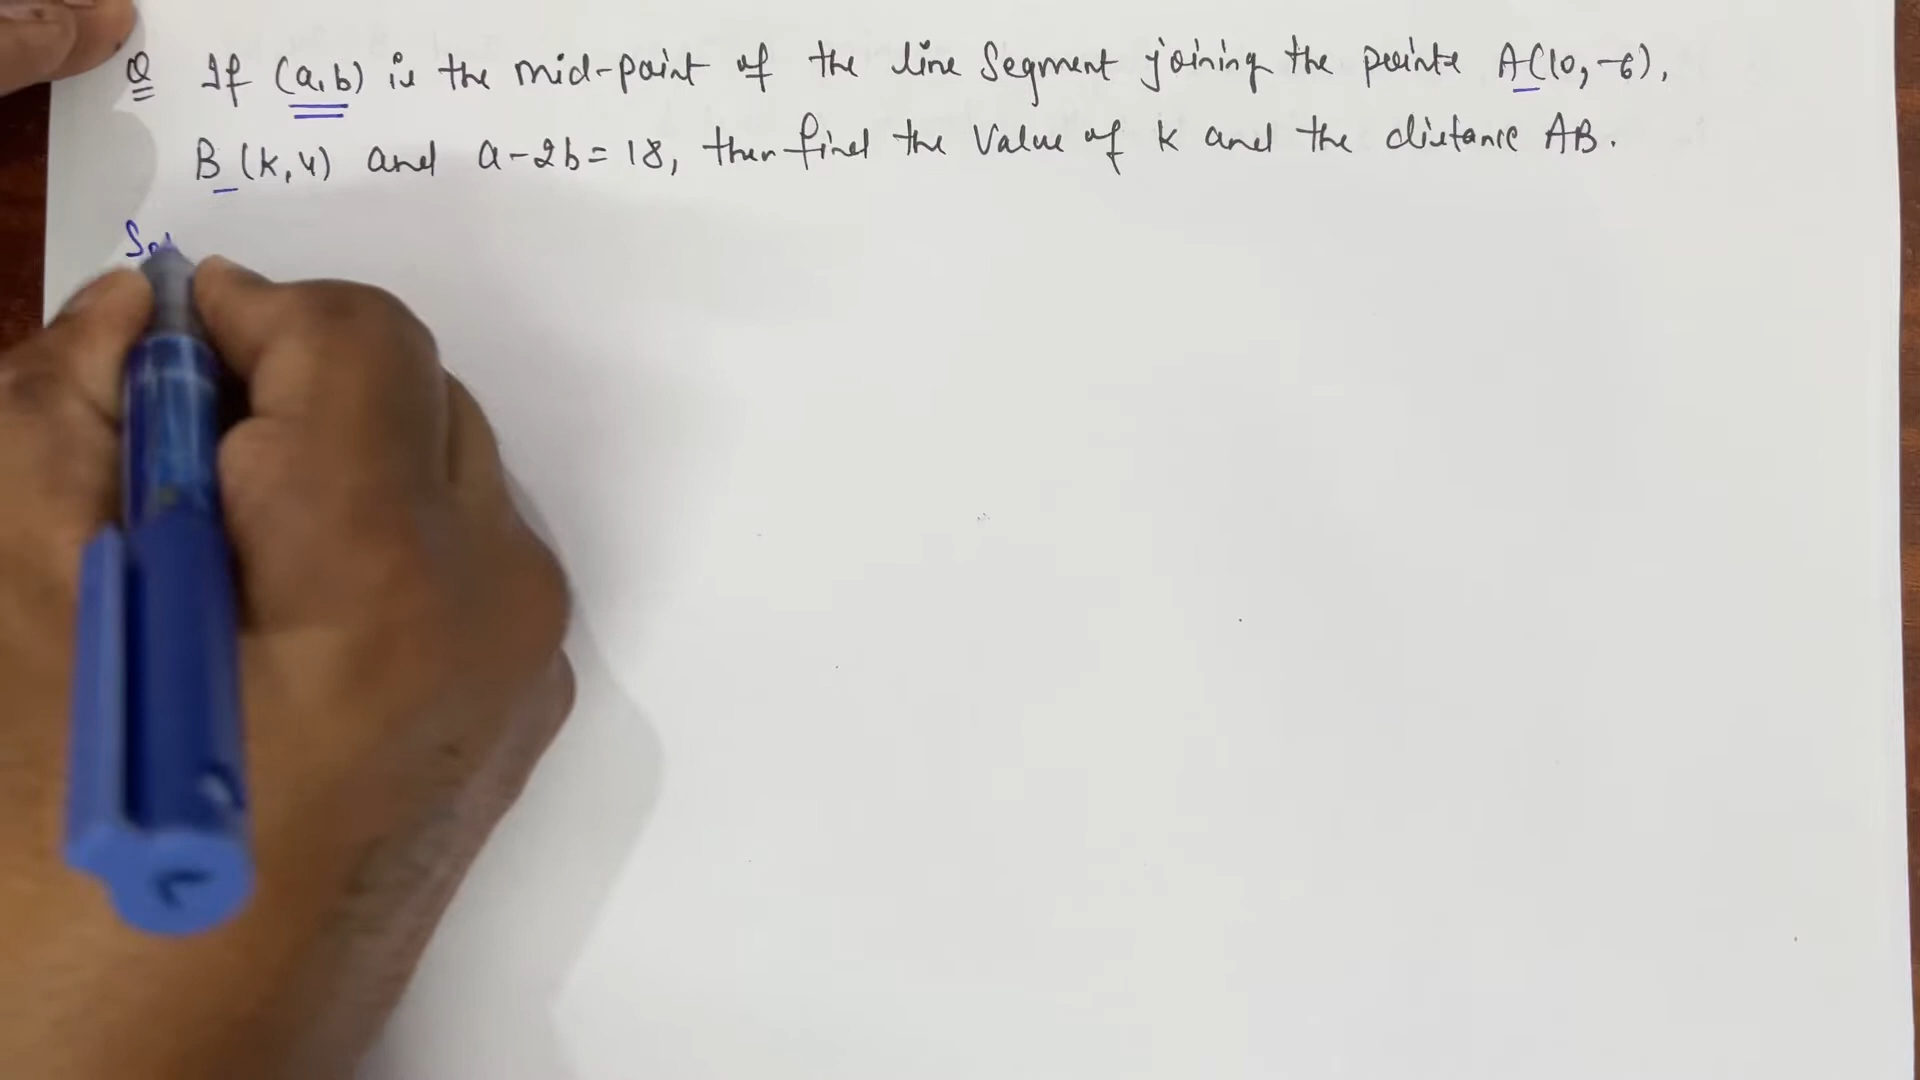 Q If (a,b) is the mid-point of the line Segment joining the points A(10,-6),
B (k,4) and a-2b=18, then find the Value of k and the distance AB.
So